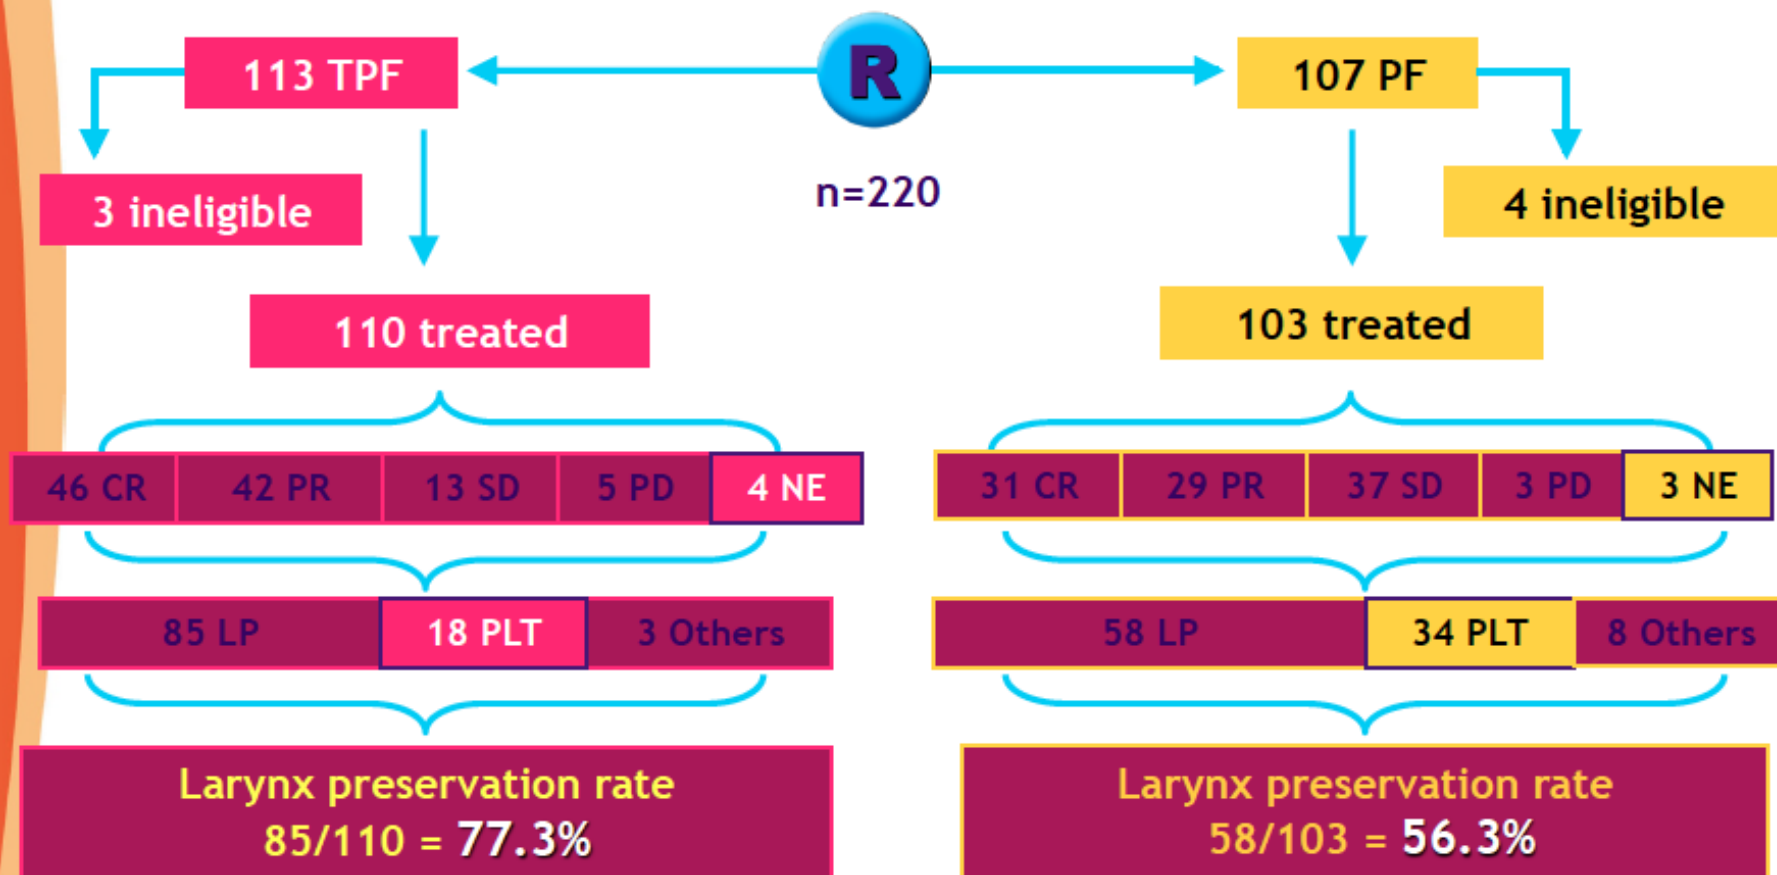 113 TPF
R
107 PF
3 ineligible
n=220
4 ineligible
110 treated
103 treated
46 CR 42 PR 13 SD 5 PD 4 NE
31 CR 29 PR 37 SD 3 PD 3 NE
85 LP 18 PLT 3 Others
58 LP 34 PLT 8 Others
Larynx preservation rate
85/110 = 77.3%
Larynx preservation rate
58/103 = 56.3%